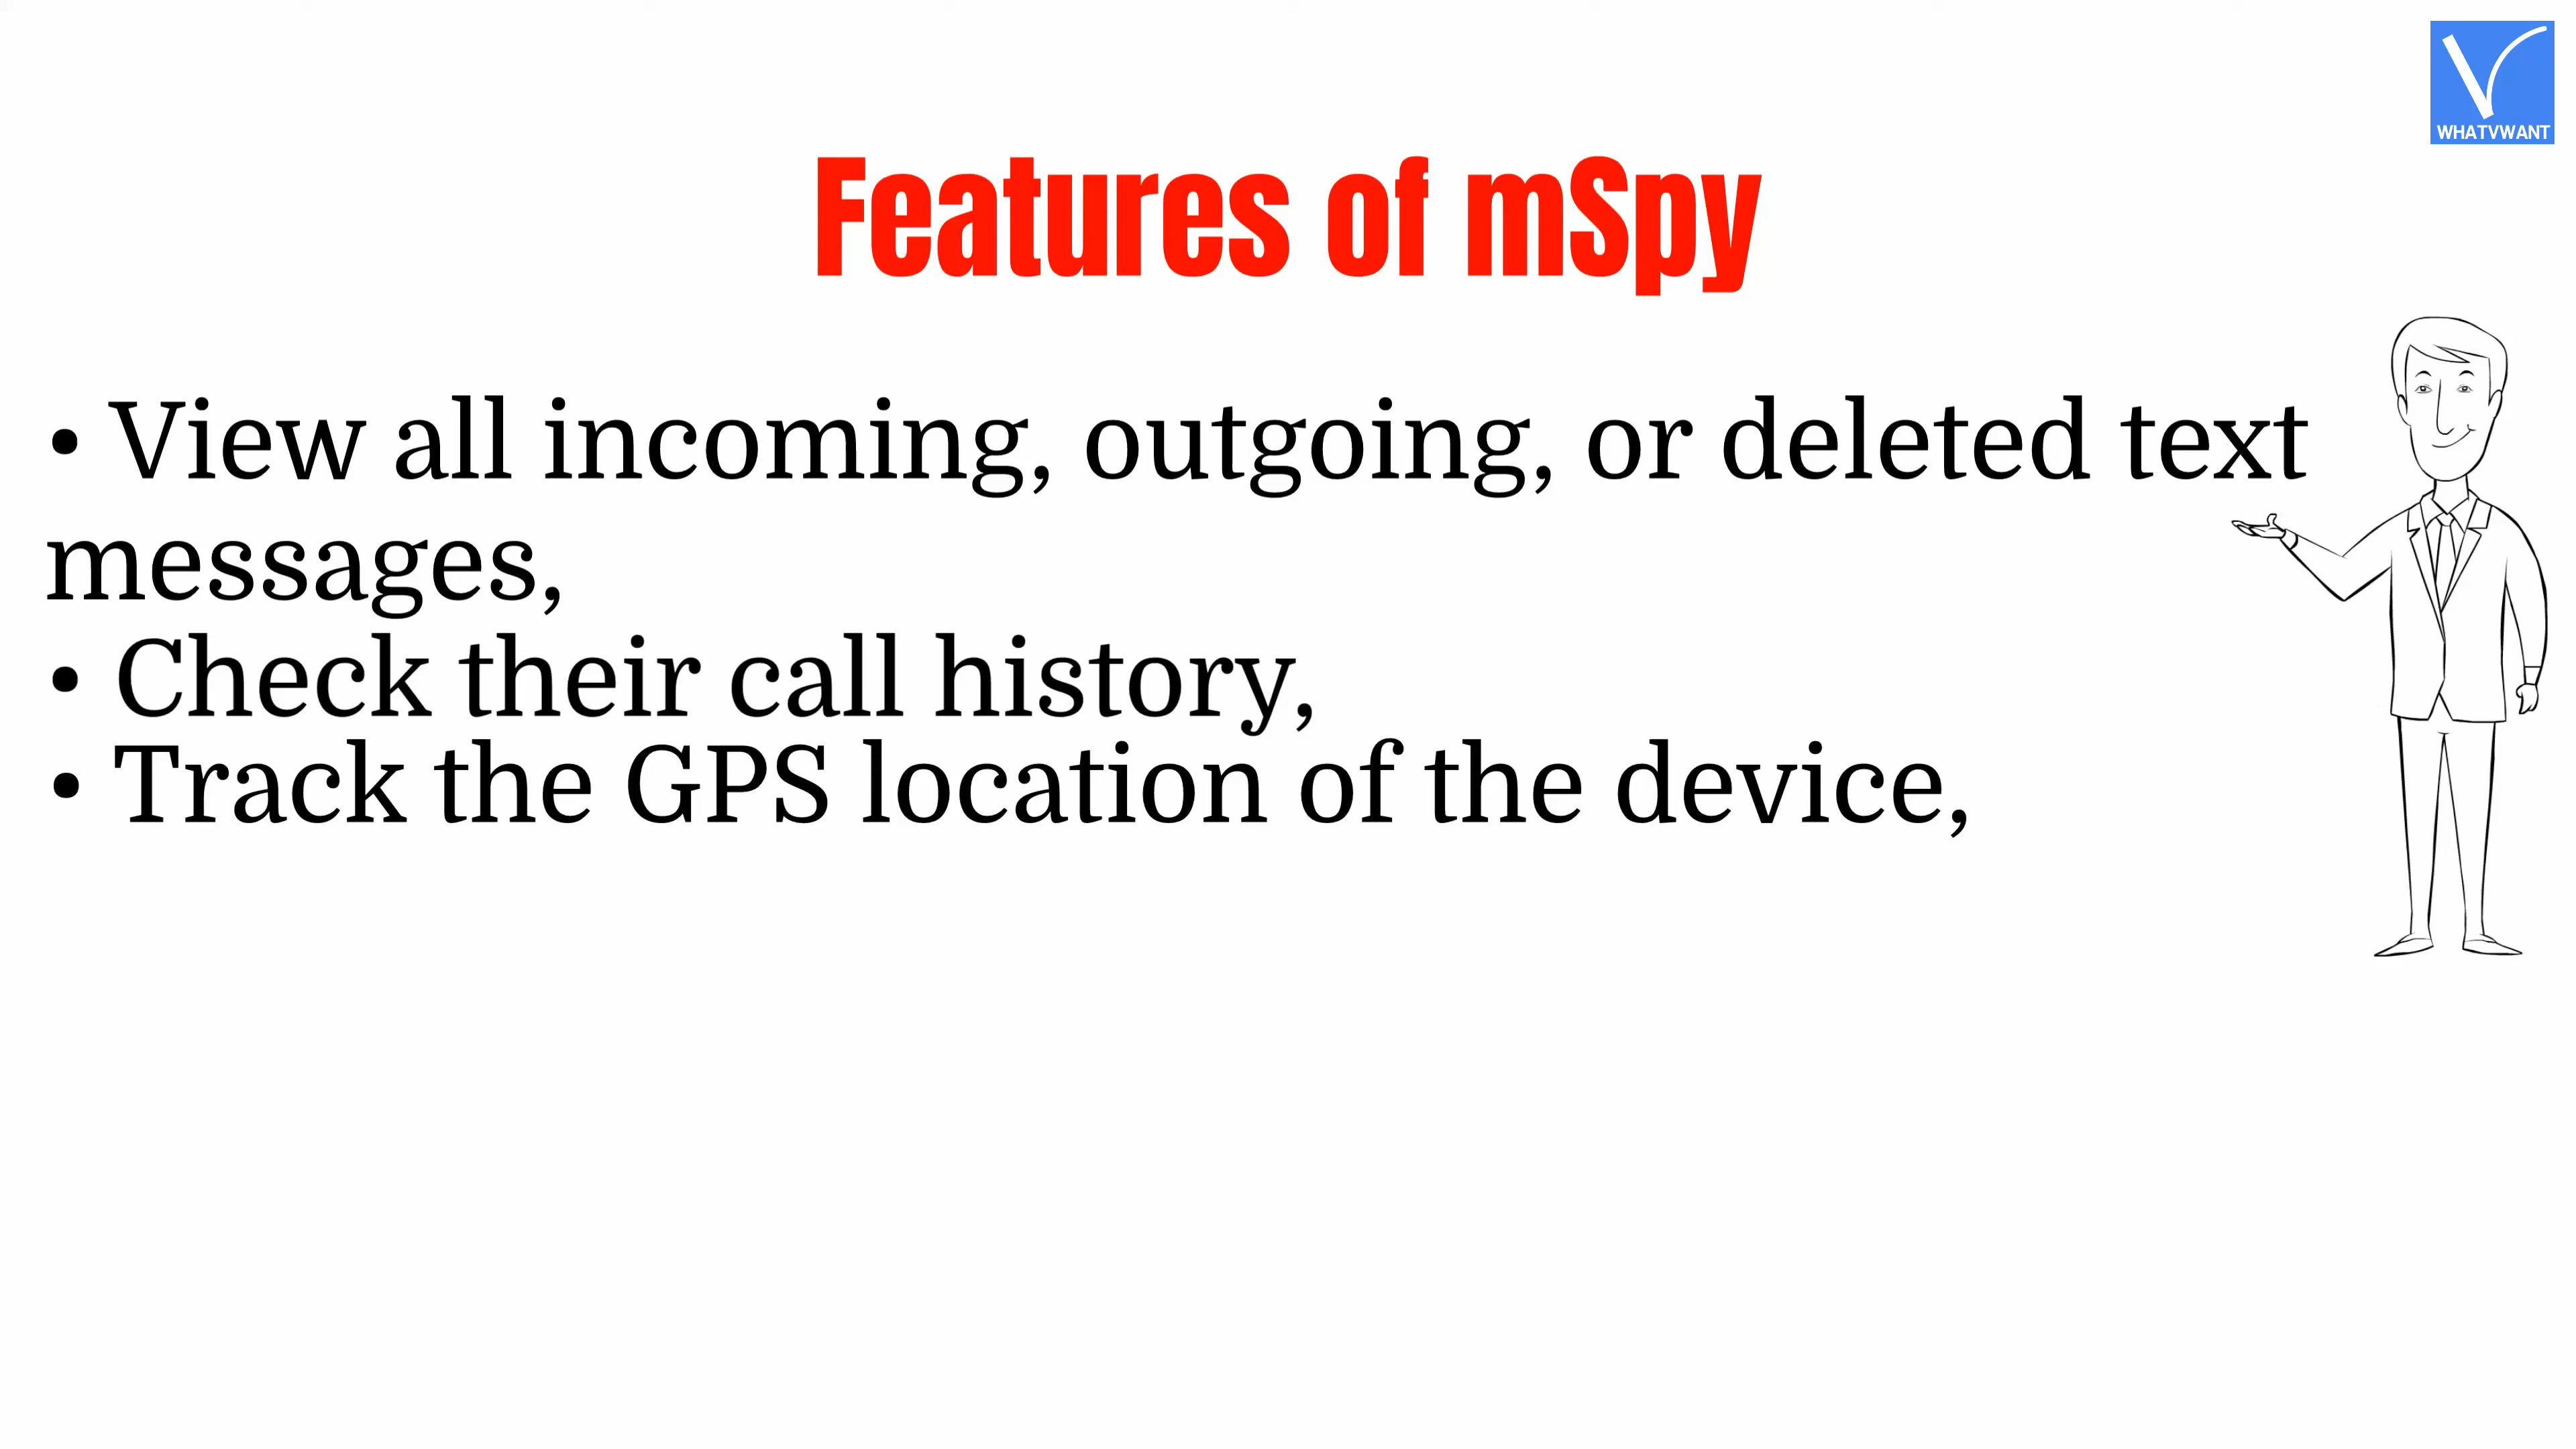 WHATVWANT
Features of mSpy
• View all incoming, outgoing, or deleted text
messages,
• Check their call history,
• Track the GPS location of the device,